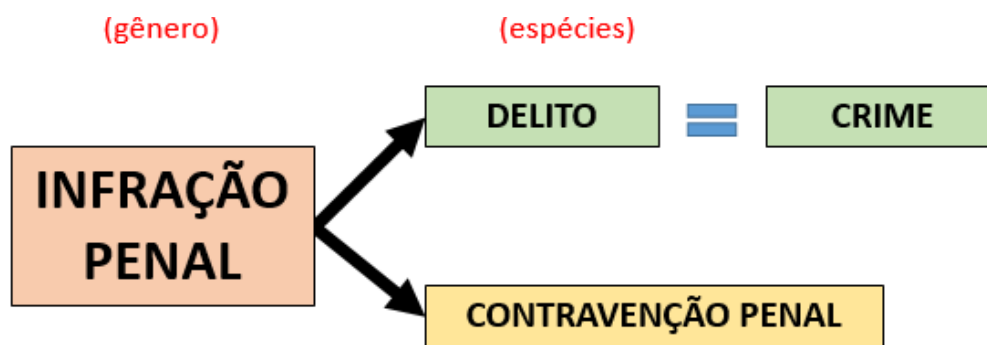 (gênero)
(espécies)
DELITO
CRIME
INFRAÇÃO
PENAL
CONTRAVENÇÃO PENAL